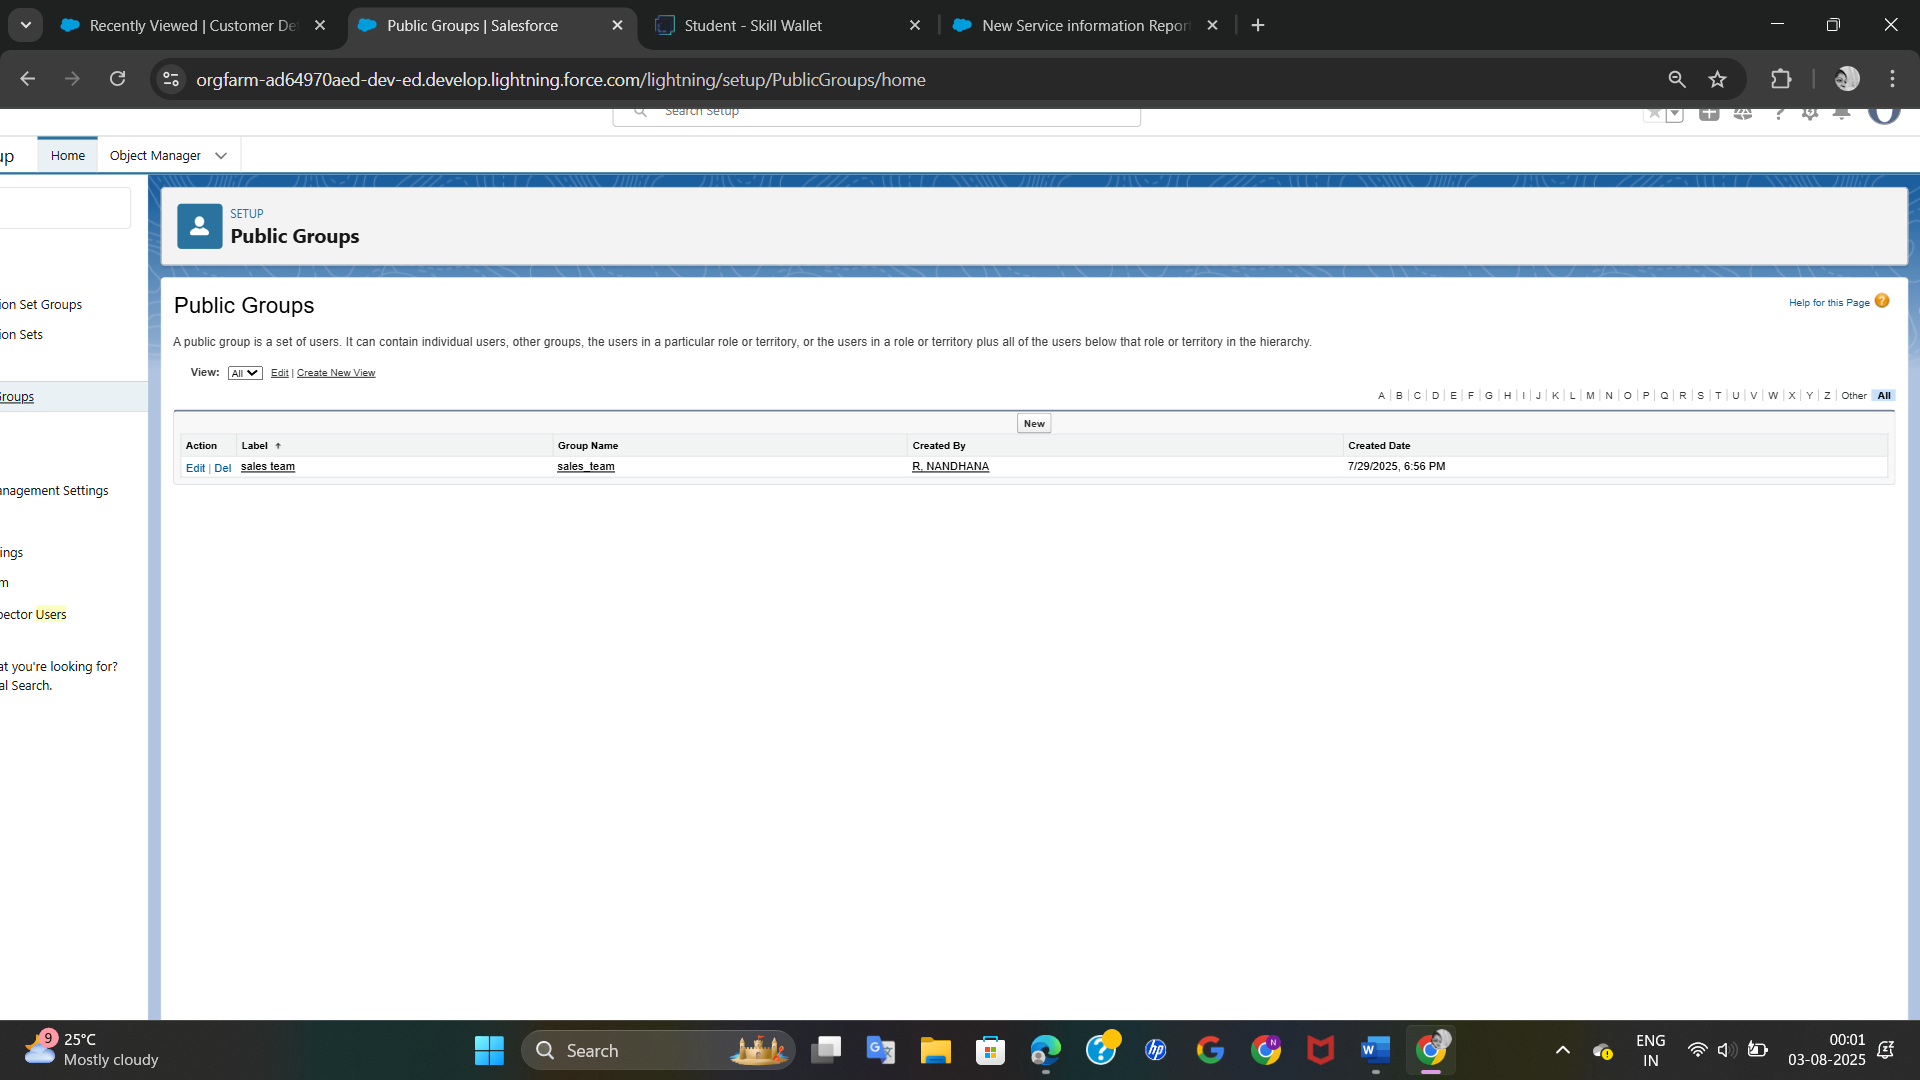 Recently Viewed | Customer De
Public Groups | Salesforce
Student - Skill Wallet
New Service information Report
orgfarm-ad64970aed-dev-ed.develop.lightning.force.com/lightning/setup/PublicGroups/home
Search Setup
up
Home
Object Manager
SETUP
Public Groups
ion Set Groups
ion Sets
Groups
anagement Settings
ings
m
pector Users
at you're looking for?
al Search.
Public Groups
Help for this Page
A public group is a set of users. It can contain individual users, other groups, the users in a particular role or territory, or the users in a role or territory plus all of the users below that role or territory in the hierarchy.
View: All Edit | Create New View
A | B | C | D | E | F | G | H | I | J | K | L | M | N | O | P | Q | R | S | T | U | V | W | X | Y | Z | Other All
New
Action Label Group Name Created By Created Date
Edit | Del sales team sales_team R, NANDHANA 7/29/2025, 6:56 PM
9
25°C
Mostly cloudy
Search
ENG
IN
00:01
03-08-2025